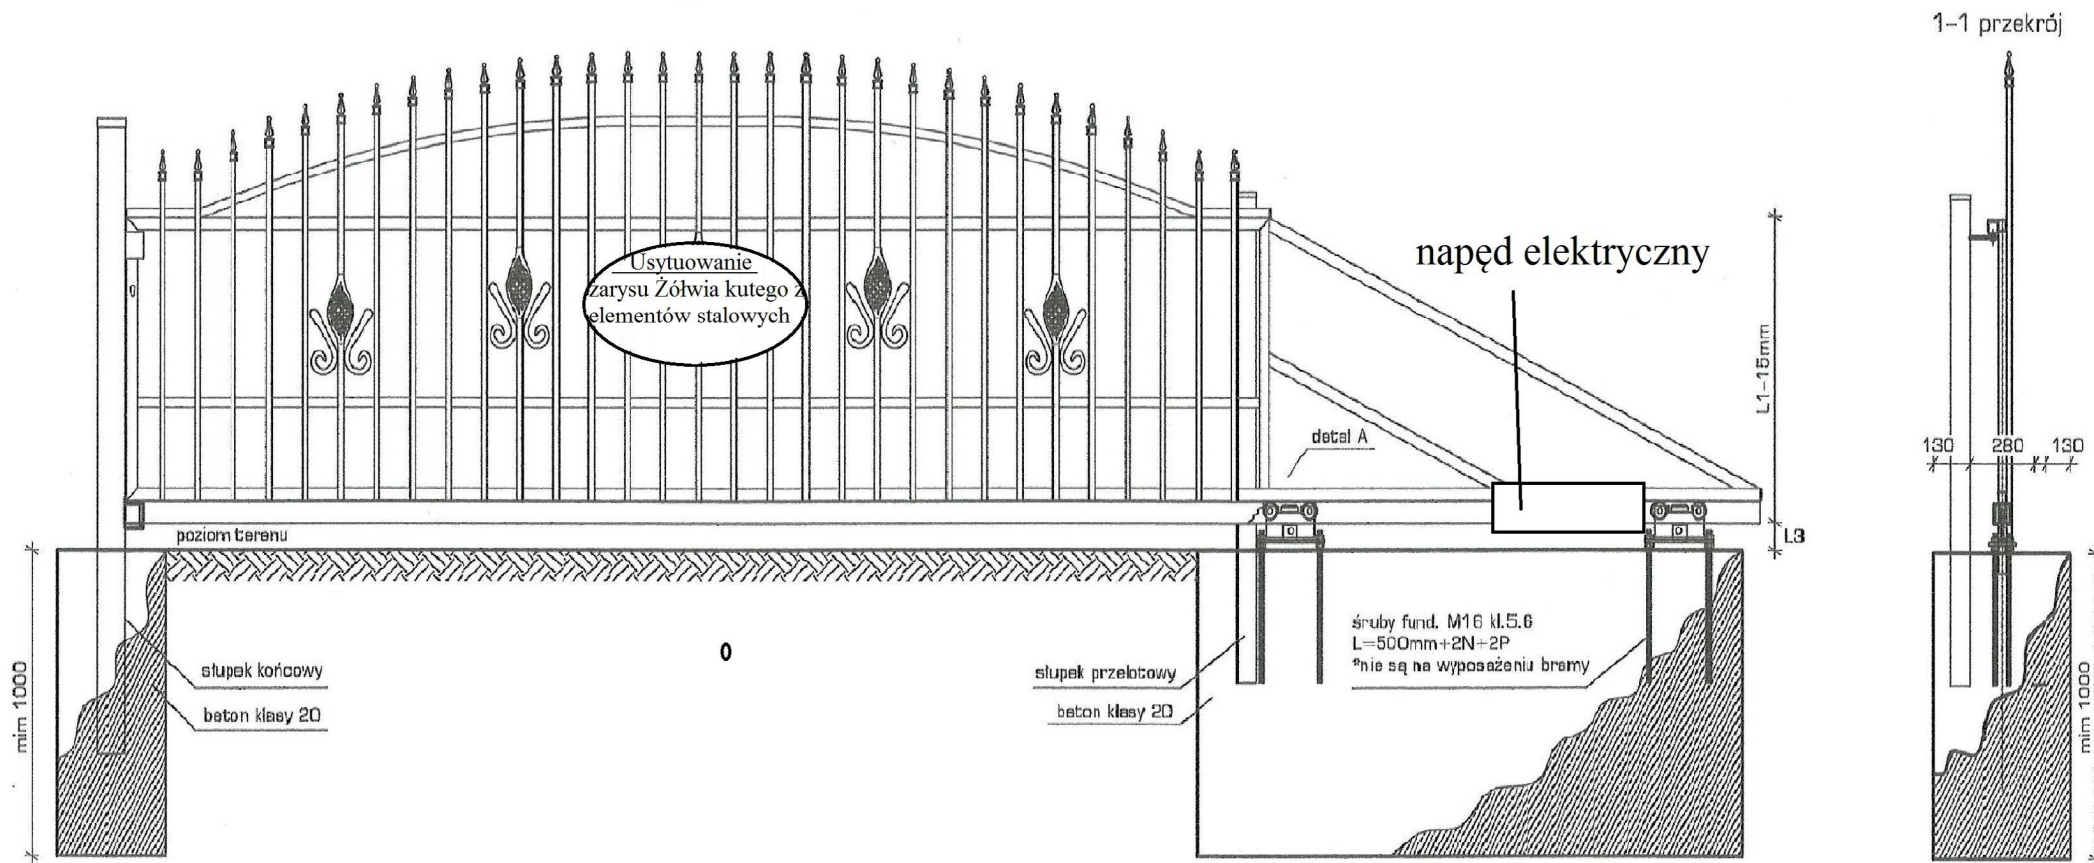 1-1 przekrój
Usytuowanie
zarysu Żółwia kutego z
elementów stalowych
napęd elektryczny
L1-15mm
130 280 130
detal A
poziom terenu
L3
śruby fund. M16 kl.5.6
L=500mm+2N+2P
*nie są na wyposażeniu bramy
0
słupek końcowy
słupek przelotowy
beton klasy 20
beton klasy 20
mim 1000
mim 1000